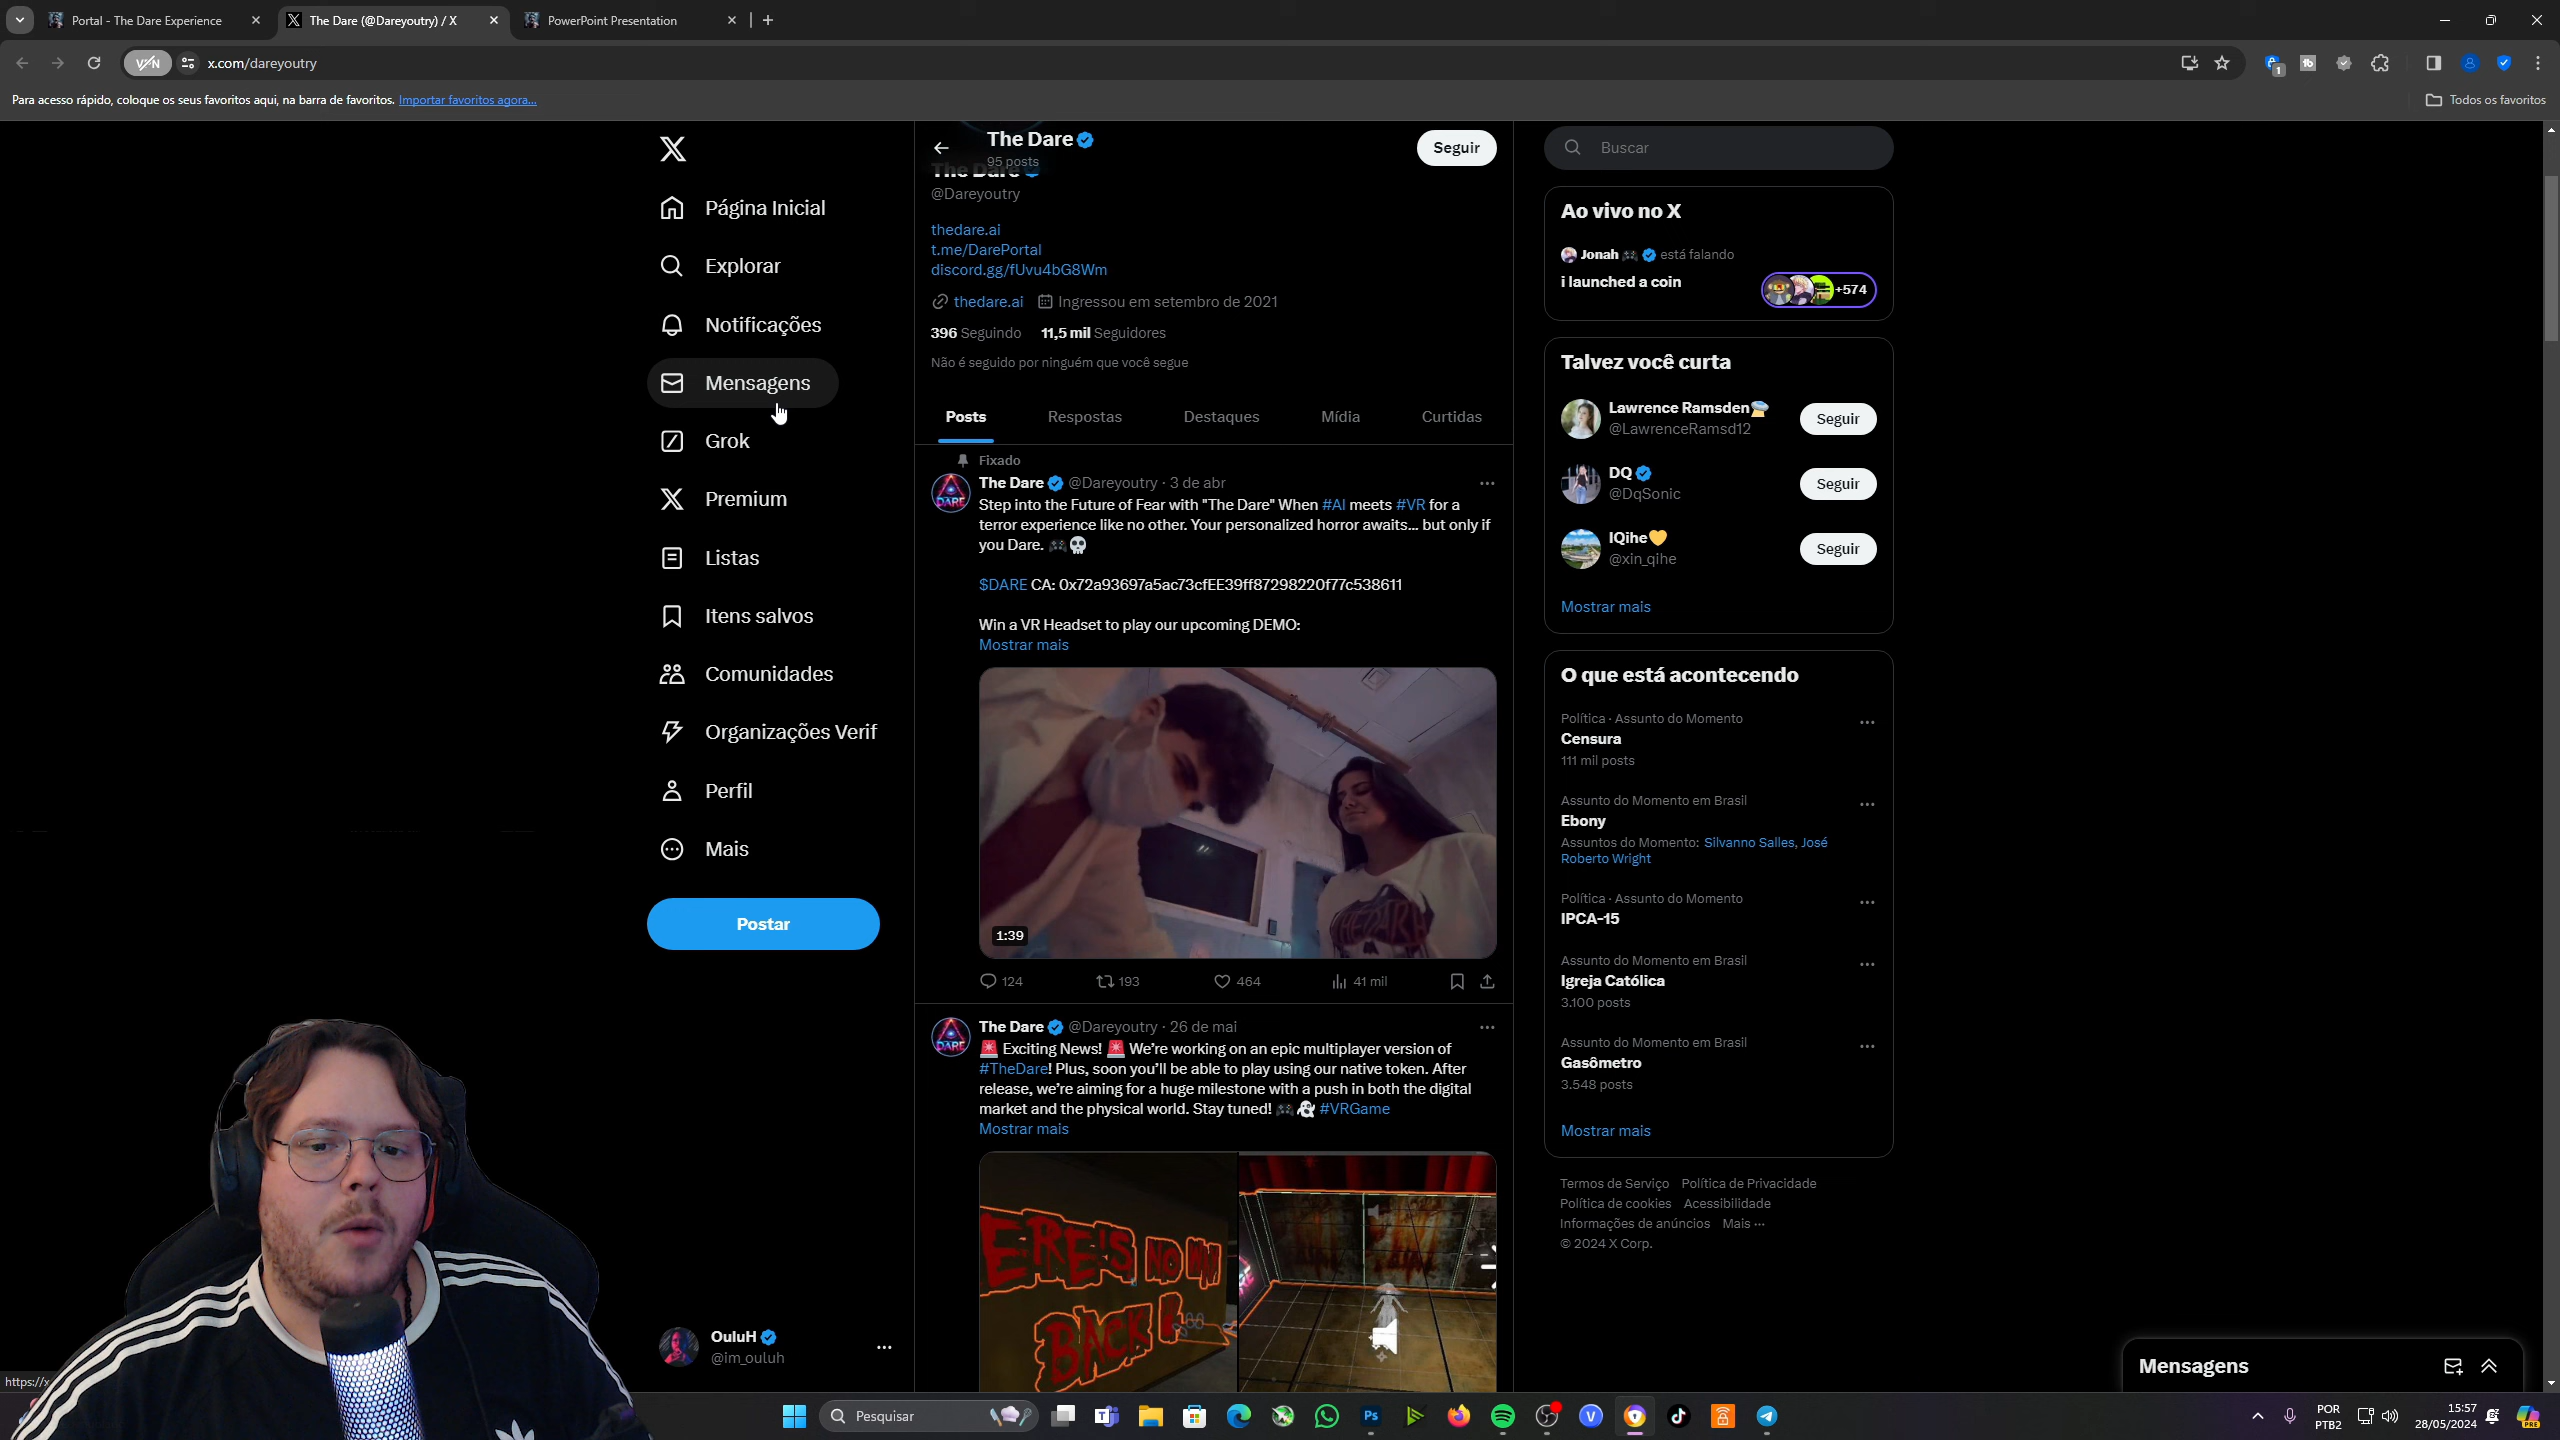 Portal - The Dare Experience
The Dare (@Dareyoutry) / X
PowerPoint Presentation
VPN
x.com/dareyoutry
1
Para acesso rápido, coloque os seus favoritos aqui, na barra de favoritos. Importar favoritos agora...
Todos os favoritos
Página Inicial
Explorar
Notificações
Mensagens
Grok
Premium
Listas
Itens salvos
Comunidades
Organizações Verif
Perfil
Mais
Postar
OuluH
@im_ouluh
The Dare
95 posts
Seguir
The Dare
@Dareyoutry
thedare.ai
t.me/DarePortal
discord.gg/fUvu4bG8Wm
thedare.ai Ingressou em setembro de 2021
396 Seguindo 11,5 mil Seguidores
Não é seguido por ninguém que você segue
Posts Respostas Destaques Mídia Curtidas
Fixado
The Dare @Dareyoutry · 3 de abr
Step into the Future of Fear with "The Dare" When #AI meets #VR for a
terror experience like no other. Your personalized horror awaits... but only if
you Dare. 🎮💀
$DARE CA: 0x72a93697a5ac73cfEE39ff87298220f77c538611
Win a VR Headset to play our upcoming DEMO:
Mostrar mais
DARE
THE DARE
1:39
124 193 464 41 mil
The Dare @Dareyoutry · 26 de mai
🚨 Exciting News! 🚨 We're working on an epic multiplayer version of
#TheDare! Plus, soon you'll be able to play using our native token. After
release, we're aiming for a huge milestone with a push in both the digital
market and the physical world. Stay tuned! 🎮👻 #VRGame
Mostrar mais
DARE
ERE'S NO WAY
BACK!
Buscar
Ao vivo no X
Jonah 🎮 está falando
i launched a coin
+574
Talvez você curta
Lawrence Ramsden
@LawrenceRamsd12
Seguir
DQ
@DqSonic
Seguir
IQihe💛
@xin_qihe
Seguir
Mostrar mais
O que está acontecendo
Política · Assunto do Momento
Censura
111 mil posts
Assunto do Momento em Brasil
Ebony
Assuntos do Momento: Silvanno Salles, José
Roberto Wright
Política · Assunto do Momento
IPCA-15
Assunto do Momento em Brasil
Igreja Católica
3.100 posts
Assunto do Momento em Brasil
Gasômetro
3.548 posts
Mostrar mais
Termos de Serviço Política de Privacidade
Política de cookies Acessibilidade
Informações de anúncios Mais ···
© 2024 X Corp.
Mensagens
https://x
Pesquisar
Ps
V
POR
PTB2
15:57
28/05/2024
PRE